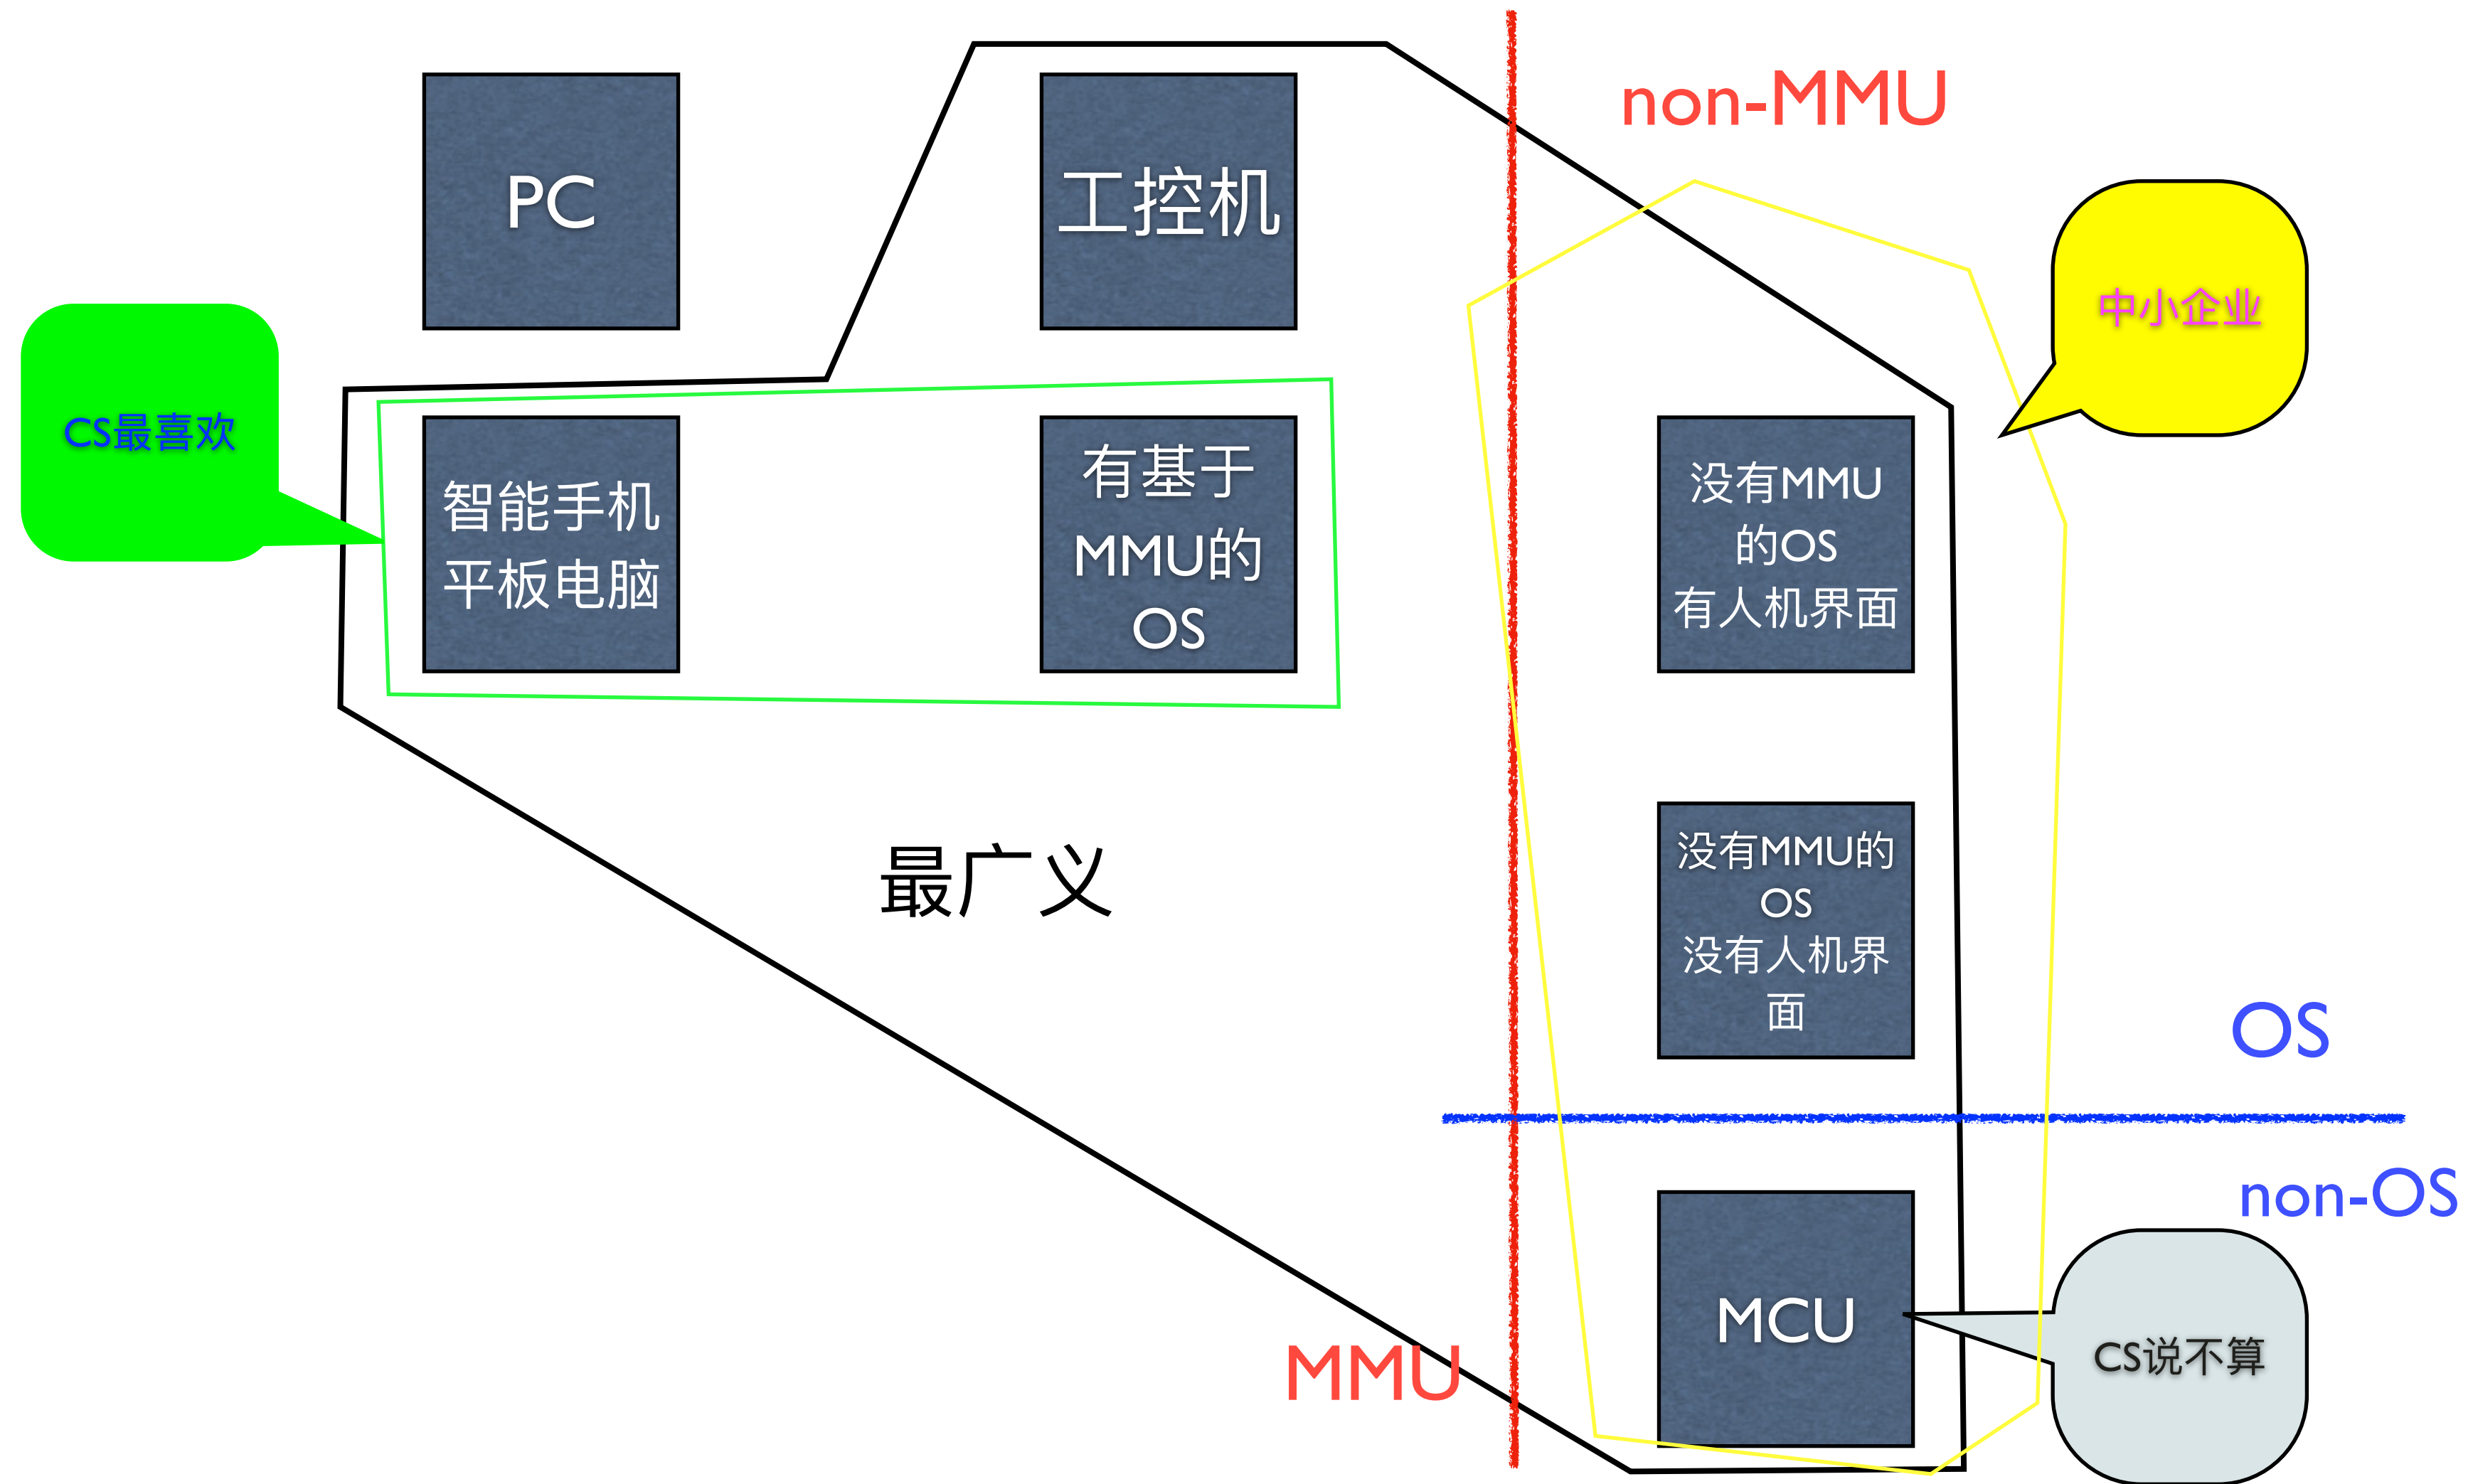 non-MMU
PC
工控机
中小企业
CS最喜欢
智能手机
平板电脑
有基于
MMU的
OS
没有MMU
的OS
有人机界面
最广义
没有MMU的
OS
没有人机界
面
OS
non-OS
MCU
MMU
CS说不算